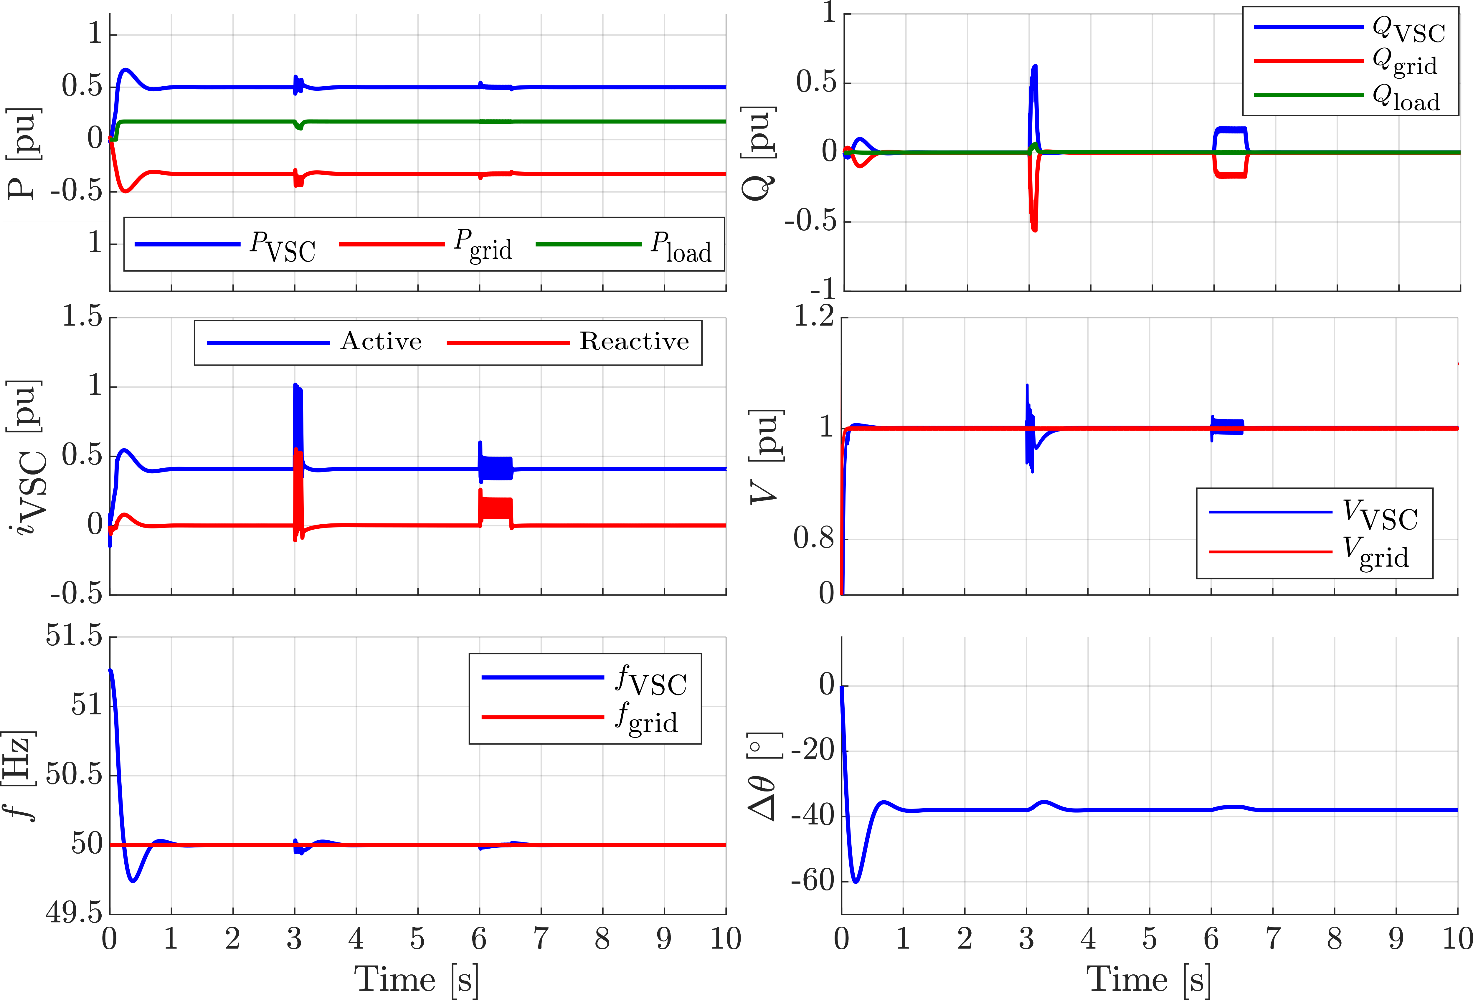 P [pu]
1
0.5
0
-0.5
1
P_VSC P_grid P_load
Q [pu]
1
0.5
0
-0.5
-1
Q_VSC
Q_grid
Q_load
i_VSC [pu]
1.5
1
0.5
0
-0.5
Active Reactive
V [pu]
1.2
1
0.8
0
V_VSC
V_grid
f [Hz]
51.5
51
50.5
50
49.5
f_VSC
f_grid
0 1 2 3 4 5 6 7 8 9 10
Time [s]
Δθ [°]
0
-20
-40
-60
0 1 2 3 4 5 6 7 8 9 10
Time [s]